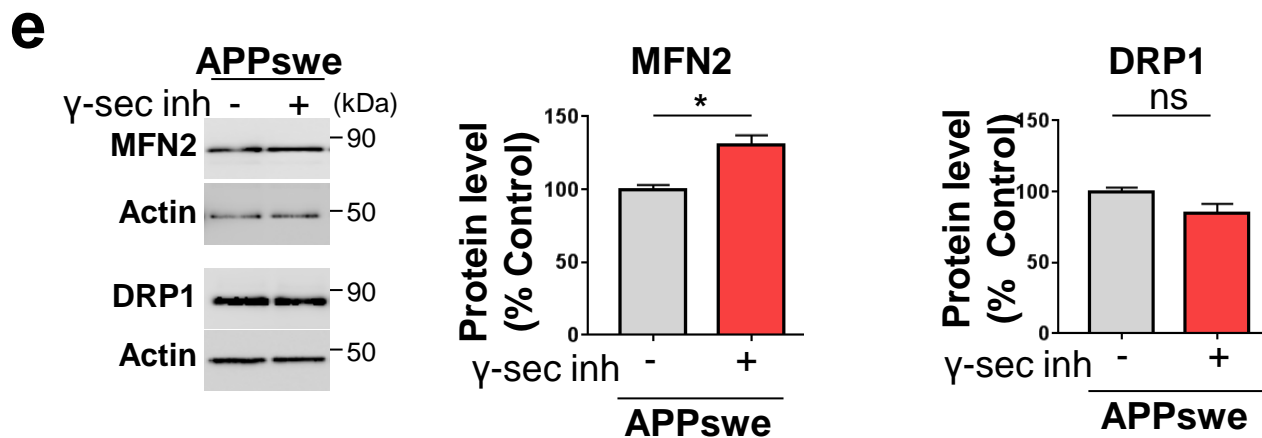 e
APPswe
γ-sec inh - + (kDa)
MFN2 90
Actin 50
DRP1 90
Actin 50
MFN2
*
Protein level
(% Control)
150
100
50
0
γ-sec inh - +
APPswe
DRP1
ns
Protein level
(% Control)
150
100
50
0
γ-sec inh - +
APPswe